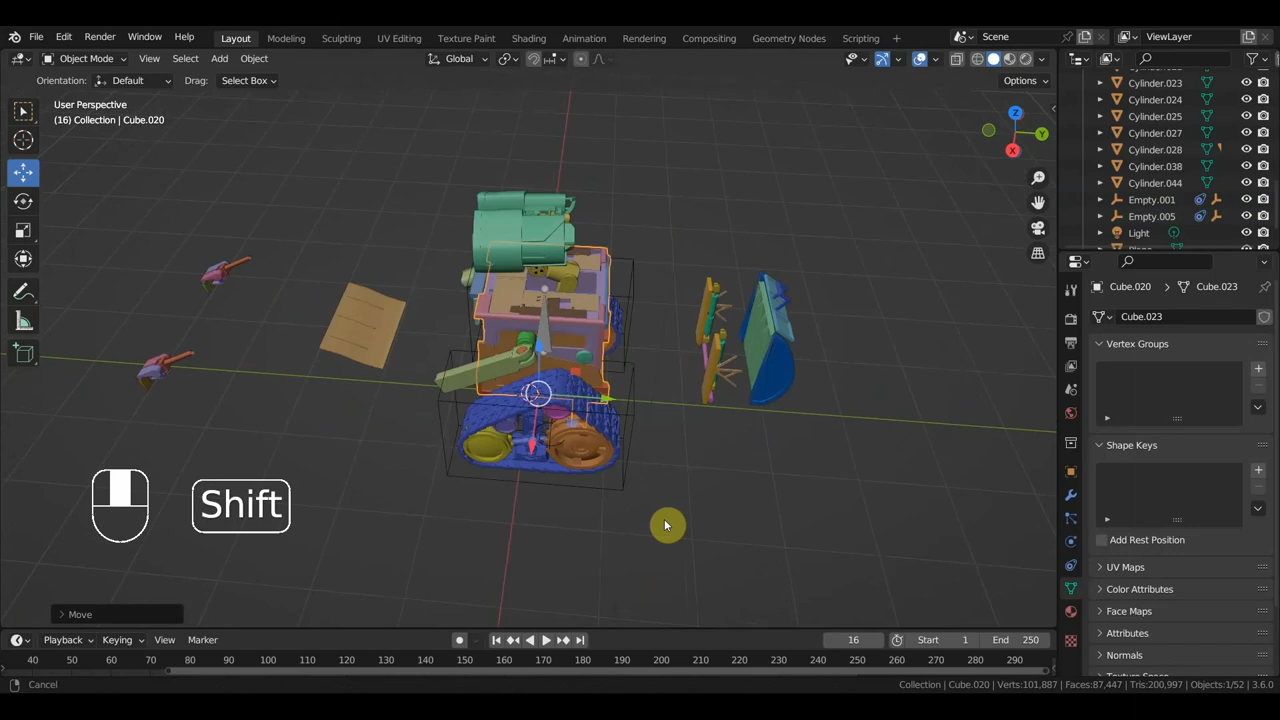 File Edit Render Window Help Layout Modeling Sculpting UV Editing Texture Paint Shading Animation Rendering Compositing Geometry Nodes Scripting + Scene ViewLayer
Object Mode View Select Add Object Global Options
Orientation: Default Drag: Select Box
User Perspective
(16) Collection | Cube.020
Z
Y
X
Cylinder.023
Cylinder.024
Cylinder.025
Cylinder.027
Cylinder.028
Cylinder.038
Cylinder.044
Empty.001
Empty.005
Light
Cube.020 > Cube.023
Cube.023
Vertex Groups
Shape Keys
Add Rest Position
UV Maps
Color Attributes
Face Maps
Attributes
Normals
Texture Space
Shift
> Move
Playback Keying View Marker 16 Start 1 End 250
40 50 60 70 80 90 100 110 120 130 140 150 160 170 180 190 200 210 220 230 240 250 260 270 280 290
Cancel Collection | Cube.020 | Verts:101,887 | Faces:87,447 | Tris:200,997 | Objects:1/52 | 3.6.0